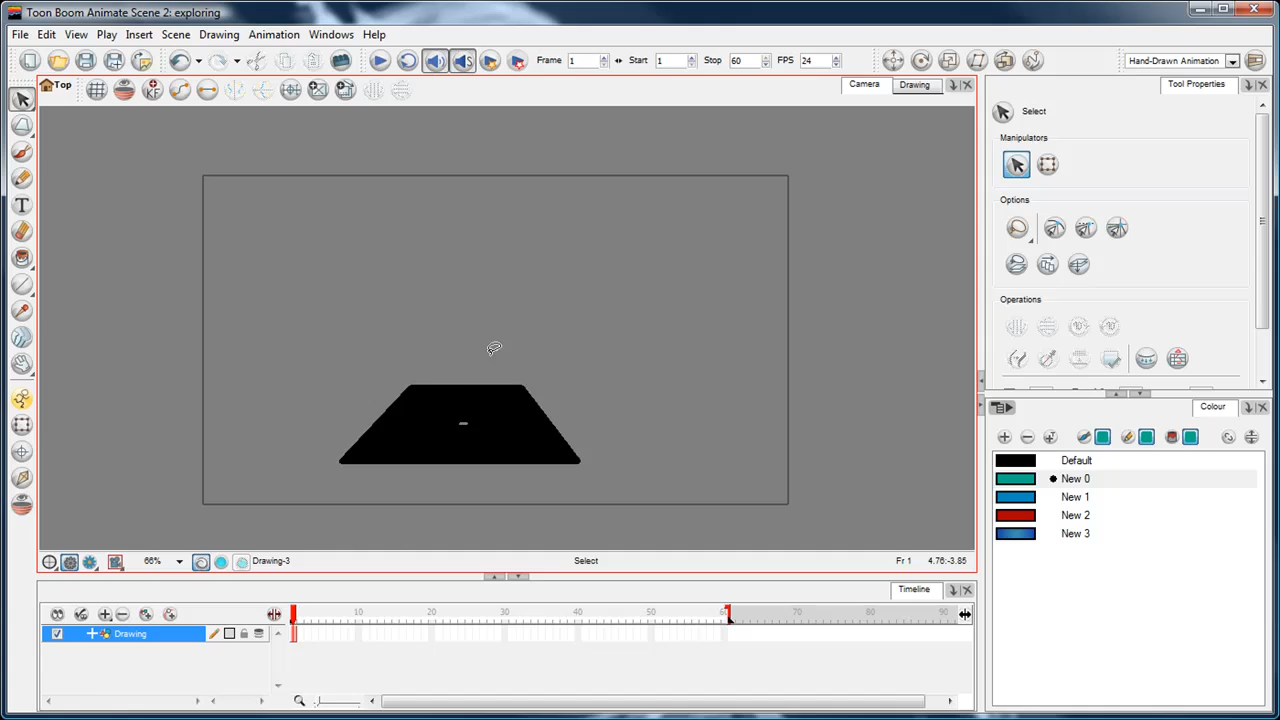 Toon Boom Animate Scene 2: exploring
File Edit View Play Insert Scene Drawing Animation Windows Help
Frame 1 Start 1 Stop 60 FPS 24 Hand-Drawn Animation
Top Camera Drawing Tool Properties
Select
Manipulators
Options
Operations
Colour
Default
New 0
New 1
New 2
New 3
66% Drawing-3 Select Fr 1 4.76:-3.85
Timeline
10 20 30 40 50 60 70 80 90
Drawing